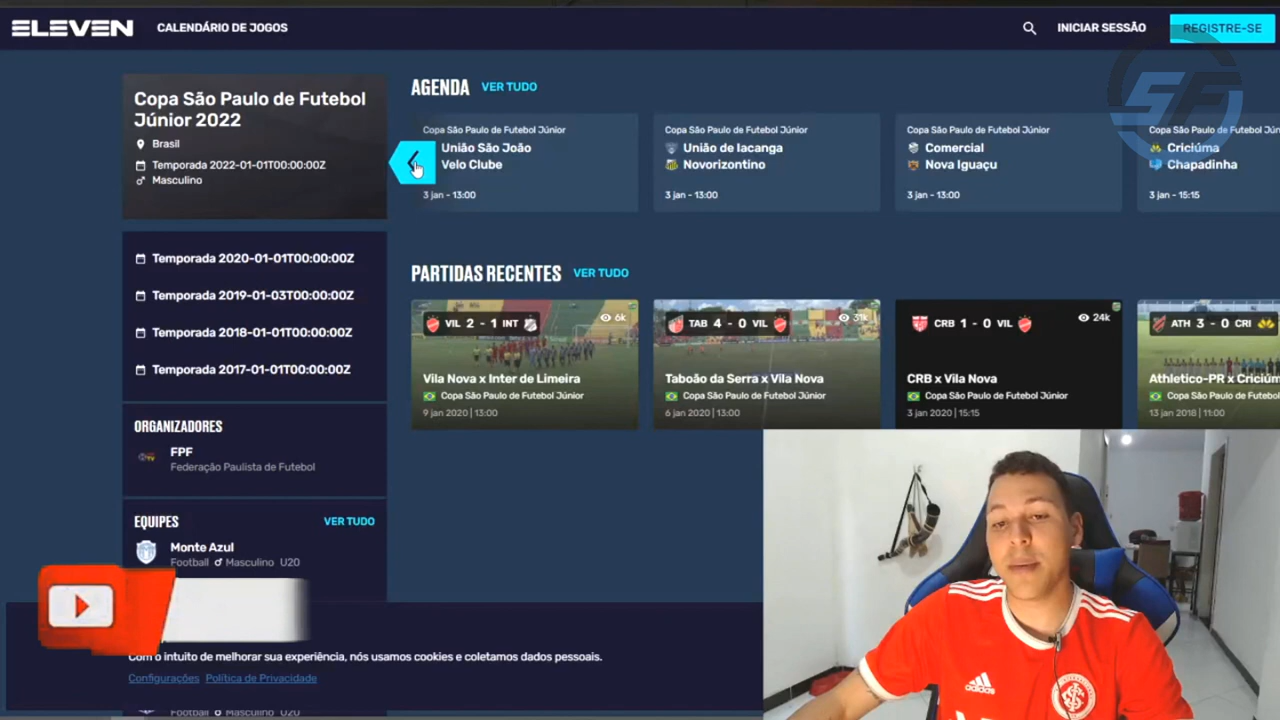 ELEVEN
CALENDÁRIO DE JOGOS
INICIAR SESSÃO
REGISTRE-SE
SF
Copa São Paulo de Futebol
Júnior 2022
Brasil
Temporada 2022-01-01T00:00:00Z
Masculino
Temporada 2020-01-01T00:00:00Z
Temporada 2019-01-03T00:00:00Z
Temporada 2018-01-01T00:00:00Z
Temporada 2017-01-01T00:00:00Z
ORGANIZADORES
FPF
Federação Paulista de Futebol
EQUIPES
VER TUDO
Monte Azul
Football Masculino U20
AGENDA VER TUDO
Copa São Paulo de Futebol Júnior
União São João
Velo Clube
3 jan - 13:00
Copa São Paulo de Futebol Júnior
União de Iacanga
Novorizontino
3 jan - 13:00
Copa São Paulo de Futebol Júnior
Comercial
Nova Iguaçu
3 jan - 13:00
Copa São Paulo de Futebol Jún
Criciúma
Chapadinha
3 jan - 15:15
PARTIDAS RECENTES VER TUDO
VIL 2 - 1 INT
6k
Vila Nova x Inter de Limeira
Copa São Paulo de Futebol Júnior
9 jan 2020 | 13:00
TAB 4 - 0 VIL
31k
Taboão da Serra x Vila Nova
Copa São Paulo de Futebol Júnior
6 jan 2020 | 13:00
CRB 1 - 0 VIL
24k
CRB x Vila Nova
Copa São Paulo de Futebol Júnior
3 jan 2020 | 15:15
ATH 3 - 0 CRI
Athletico-PR x Criciúm
Copa São Paulo de Fute
13 jan 2018 | 11:00
Com o intuito de melhorar sua experiência, nós usamos cookies e coletamos dados pessoais.
Configurações Política de Privacidade
Football Masculino U20
adidas